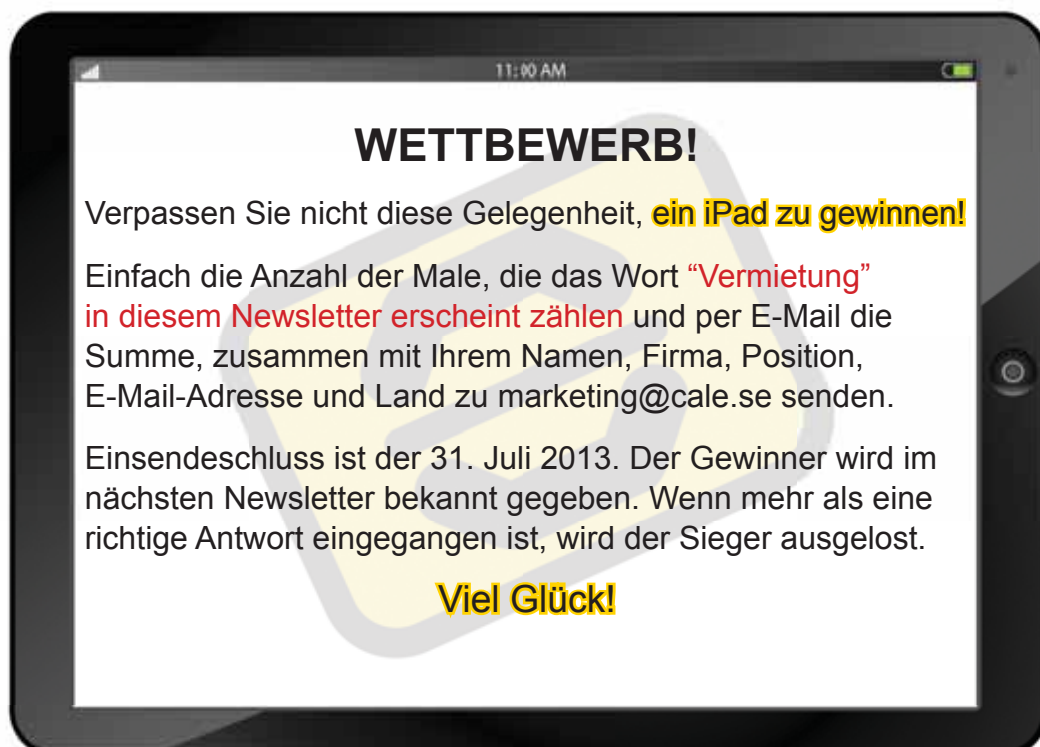 11:00 AM
WETTBEWERB!
Verpassen Sie nicht diese Gelegenheit, ein iPad zu gewinnen!
Einfach die Anzahl der Male, die das Wort “Vermietung”
in diesem Newsletter erscheint zählen und per E-Mail die
Summe, zusammen mit Ihrem Namen, Firma, Position,
E-Mail-Adresse und Land zu marketing@cale.se senden.
Einsendeschluss ist der 31. Juli 2013. Der Gewinner wird im
nächsten Newsletter bekannt gegeben. Wenn mehr als eine
richtige Antwort eingegangen ist, wird der Sieger ausgelost.
Viel Glück!